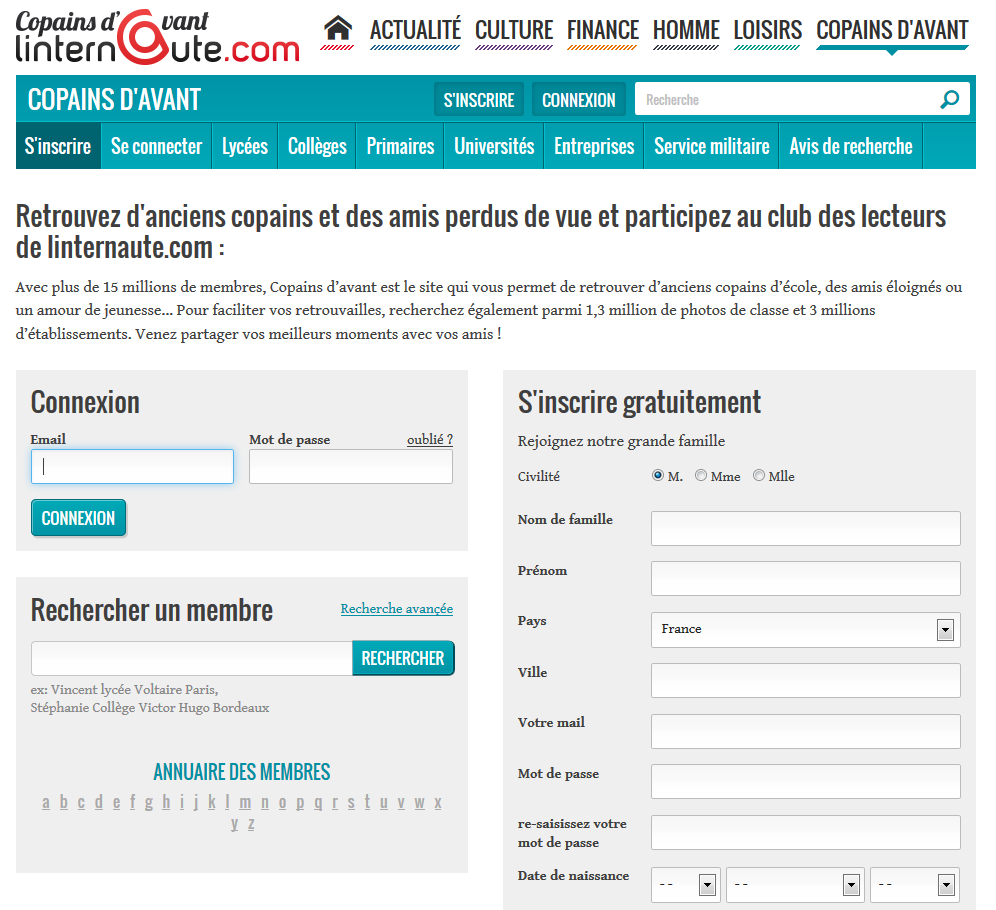 Copains d'@vant
lintern@ute.com
ACTUALITÉ CULTURE FINANCE HOMME LOISIRS COPAINS D'AVANT
COPAINS D'AVANT
S'INSCRIRE CONNEXION Recherche
S'inscrire Se connecter Lycées Collèges Primaires Universités Entreprises Service militaire Avis de recherche
Retrouvez d'anciens copains et des amis perdus de vue et participez au club des lecteurs
de linternaute.com :
Avec plus de 15 millions de membres, Copains d’avant est le site qui vous permet de retrouver d’anciens copains d’école, des amis éloignés ou
un amour de jeunesse... Pour faciliter vos retrouvailles, recherchez également parmi 1,3 million de photos de classe et 3 millions
d’établissements. Venez partager vos meilleurs moments avec vos amis !
Connexion
Email Mot de passe oublié ?
CONNEXION
Rechercher un membre Recherche avançée
RECHERCHER
ex: Vincent lycée Voltaire Paris,
Stéphanie Collège Victor Hugo Bordeaux
ANNUAIRE DES MEMBRES
a b c d e f g h i j k l m n o p q r s t u v w x
y z
S'inscrire gratuitement
Rejoignez notre grande famille
Civilité M. Mme Mlle
Nom de famille
Prénom
Pays France
Ville
Votre mail
Mot de passe
re-saisissez votre
mot de passe
Date de naissance -- -- --